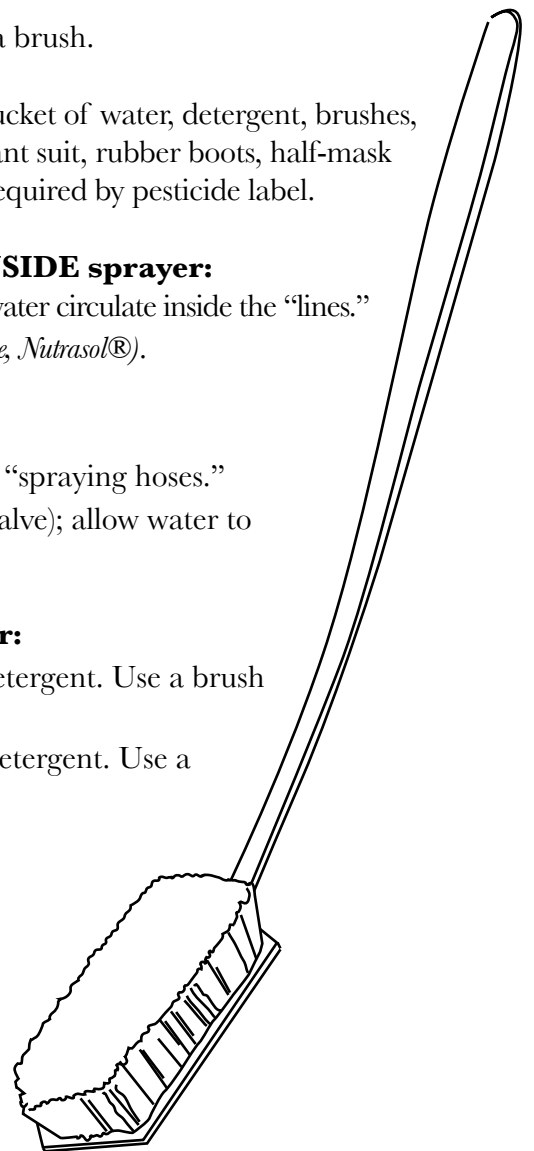 a brush.
ucket of water, detergent, brushes,
ant suit, rubber boots, half-mask
equired by pesticide label.
SIDE sprayer:
water circulate inside the “lines.”
e, Nutrasol®).
“spraying hoses.”
alve); allow water to
r:
etergent. Use a brush
etergent. Use a